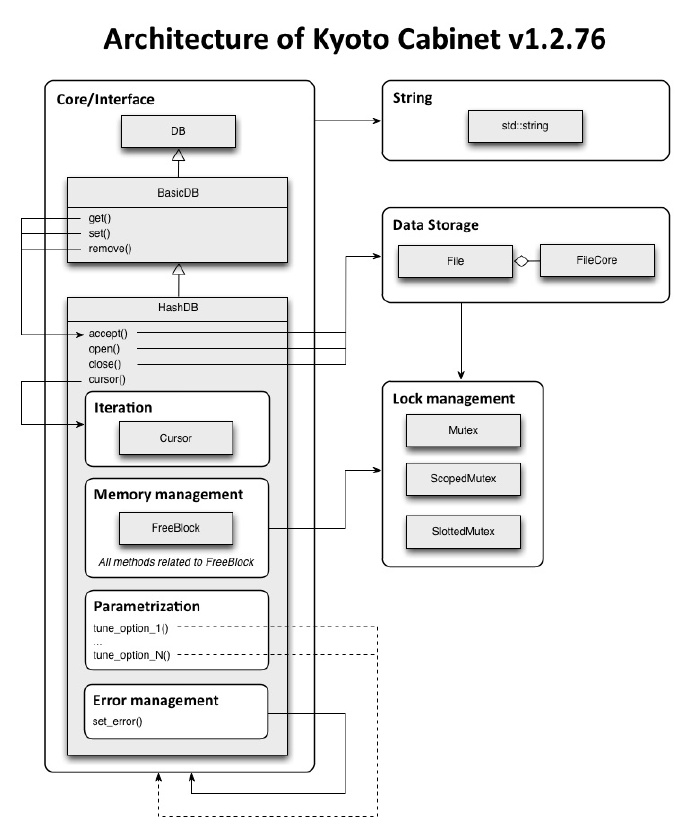 Architecture of Kyoto Cabinet v1.2.76
Core/Interface
DB
BasicDB
get()
set()
remove()
HashDB
accept()
open()
close()
cursor()
Iteration
Cursor
Memory management
FreeBlock
All methods related to FreeBlock
Parametrization
tune_option_1()
...
tune_option_N()
Error management
set_error()
String
std::string
Data Storage
File
FileCore
Lock management
Mutex
ScopedMutex
SlottedMutex